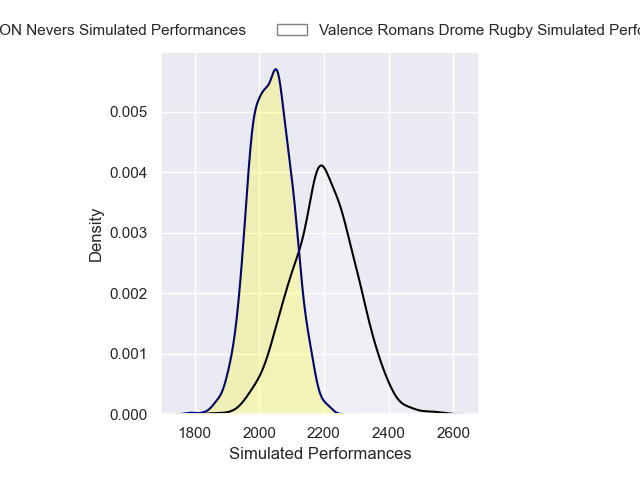 ON Nevers Simulated Performances
Valence Romans Drome Rugby Simulated Perfo
0.005
0.004
0.003
0.002
0.001
0.000
Density
1800 2000 2200 2400 2600
Simulated Performances